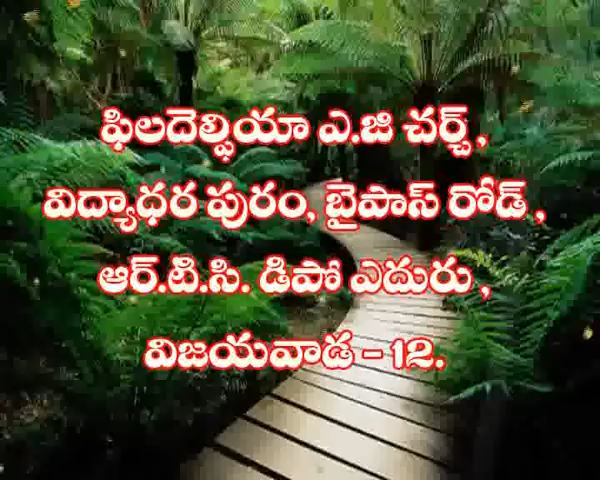 ఫిలదెల్ఫియా ఎ.జి చర్చ్,
విద్యాధర పురం, బైపాస్ రోడ్,
ఆర్.టి.సి. డిపో ఎదురు,
విజయవాడ - 12.